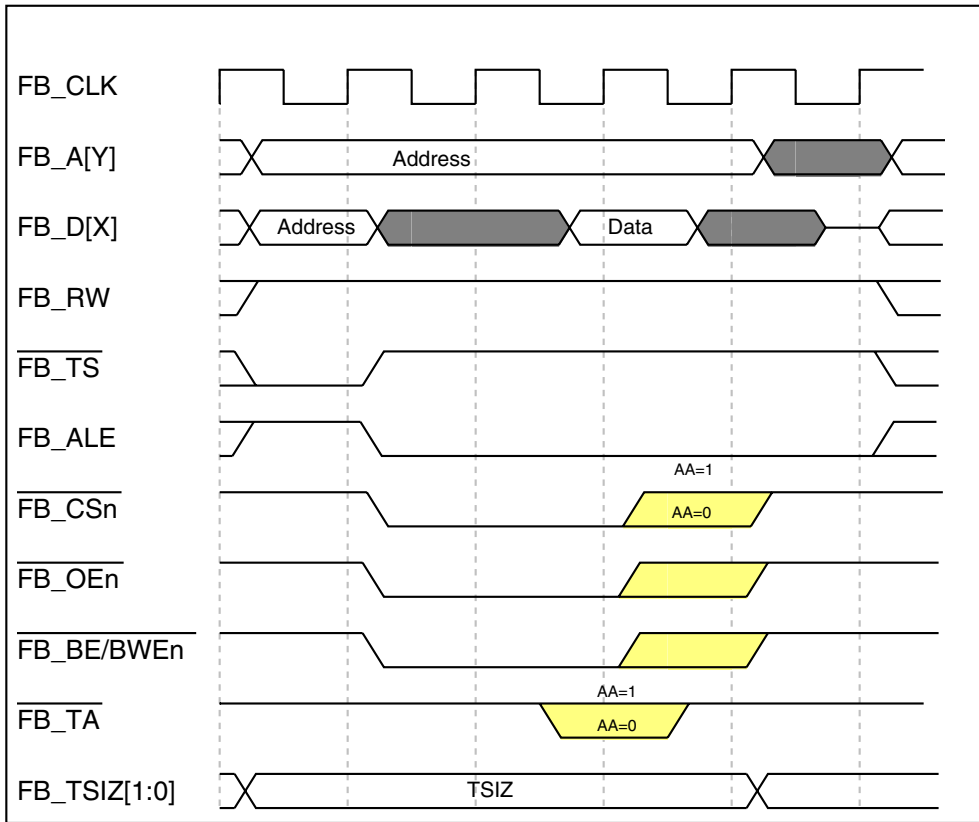 FB_CLK
FB_A[Y]
Address
FB_D[X]
Address
Data
FB_RW
FB_TS
FB_ALE
AA=1
FB_CSn
AA=0
FB_OEn
FB_BE/BWEn
AA=1
FB_TA
AA=0
FB_TSIZ[1:0]
TSIZ